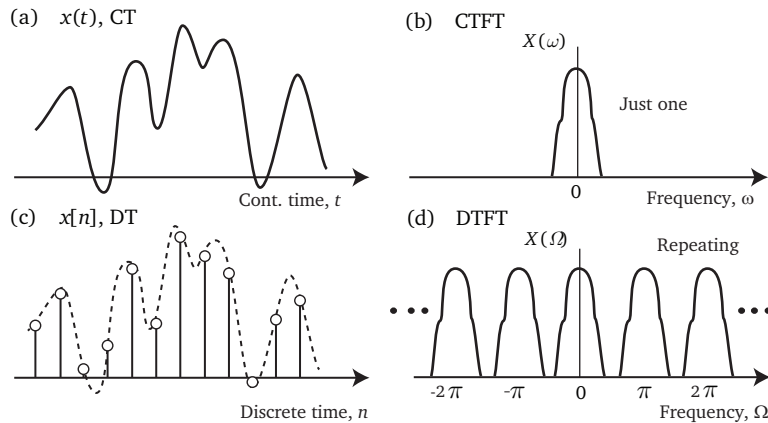 (a) x(t), CT
Cont. time, t
(b) CTFT
X(ω)
Just one
0
Frequency, ω
(c) x[n], DT
Discrete time, n
(d) DTFT
X(Ω)
Repeating
-2π -π 0 π 2π
Frequency, Ω